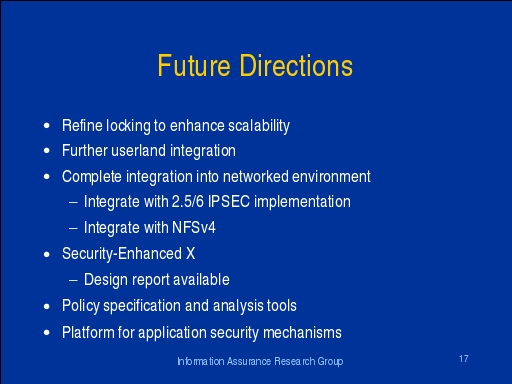 Future Directions
• Refine locking to enhance scalability
• Further userland integration
• Complete integration into networked environment
– Integrate with 2.5/6 IPSEC implementation
– Integrate with NFSv4
• Security-Enhanced X
– Design report available
• Policy specification and analysis tools
• Platform for application security mechanisms
Information Assurance Research Group
17